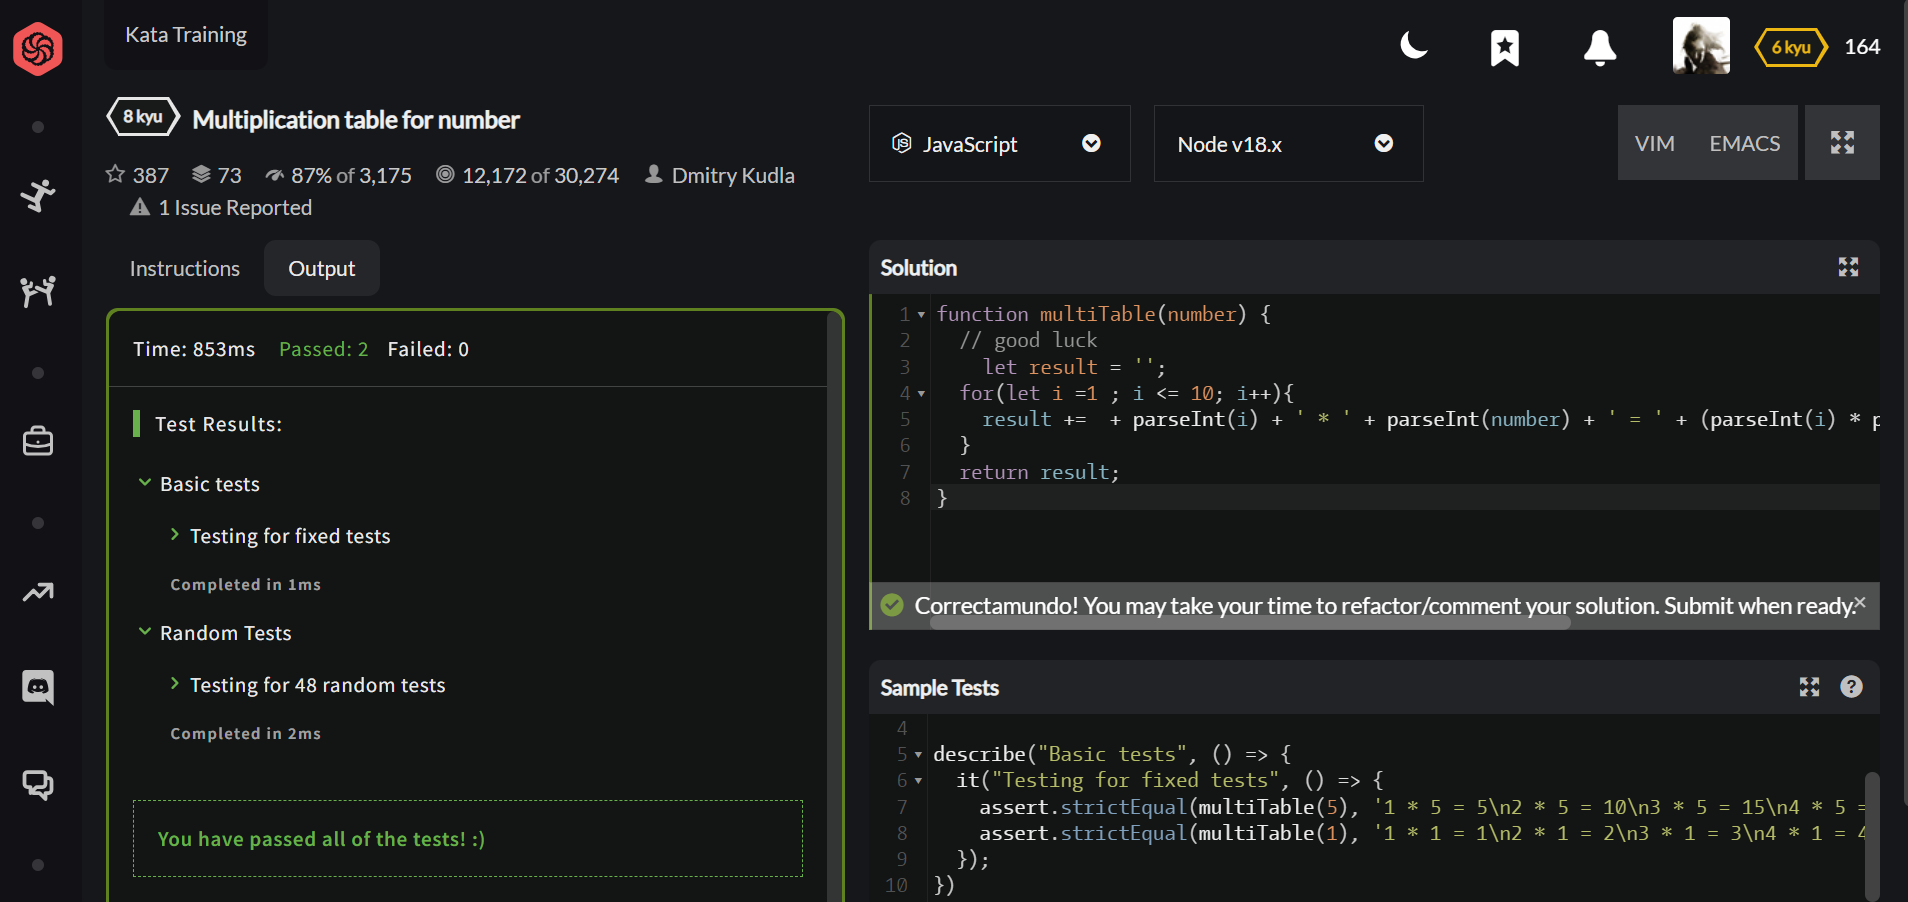 Kata Training
6 kyu 164
8 kyu Multiplication table for number
387 73 87% of 3,175 12,172 of 30,274 Dmitry Kudla
1 Issue Reported
JavaScript
Node v18.x
VIM EMACS
Instructions Output
Time: 853ms Passed: 2 Failed: 0
Test Results:
Basic tests
Testing for fixed tests
Completed in 1ms
Random Tests
Testing for 48 random tests
Completed in 2ms
You have passed all of the tests! :)
Solution
1 function multiTable(number) {
2 // good luck
3 let result = '';
4 for(let i =1 ; i <= 10; i++){
5 result +=  + parseInt(i) + ' * ' + parseInt(number) + ' = ' + (parseInt(i) * p
6 }
7 return result;
8 }
Correctamundo! You may take your time to refactor/comment your solution. Submit when ready.
Sample Tests
4
5 describe("Basic tests", () => {
6 it("Testing for fixed tests", () => {
7 assert.strictEqual(multiTable(5), '1 * 5 = 5\n2 * 5 = 10\n3 * 5 = 15\n4 * 5 =
8 assert.strictEqual(multiTable(1), '1 * 1 = 1\n2 * 1 = 2\n3 * 1 = 3\n4 * 1 = 4
9 });
10 })